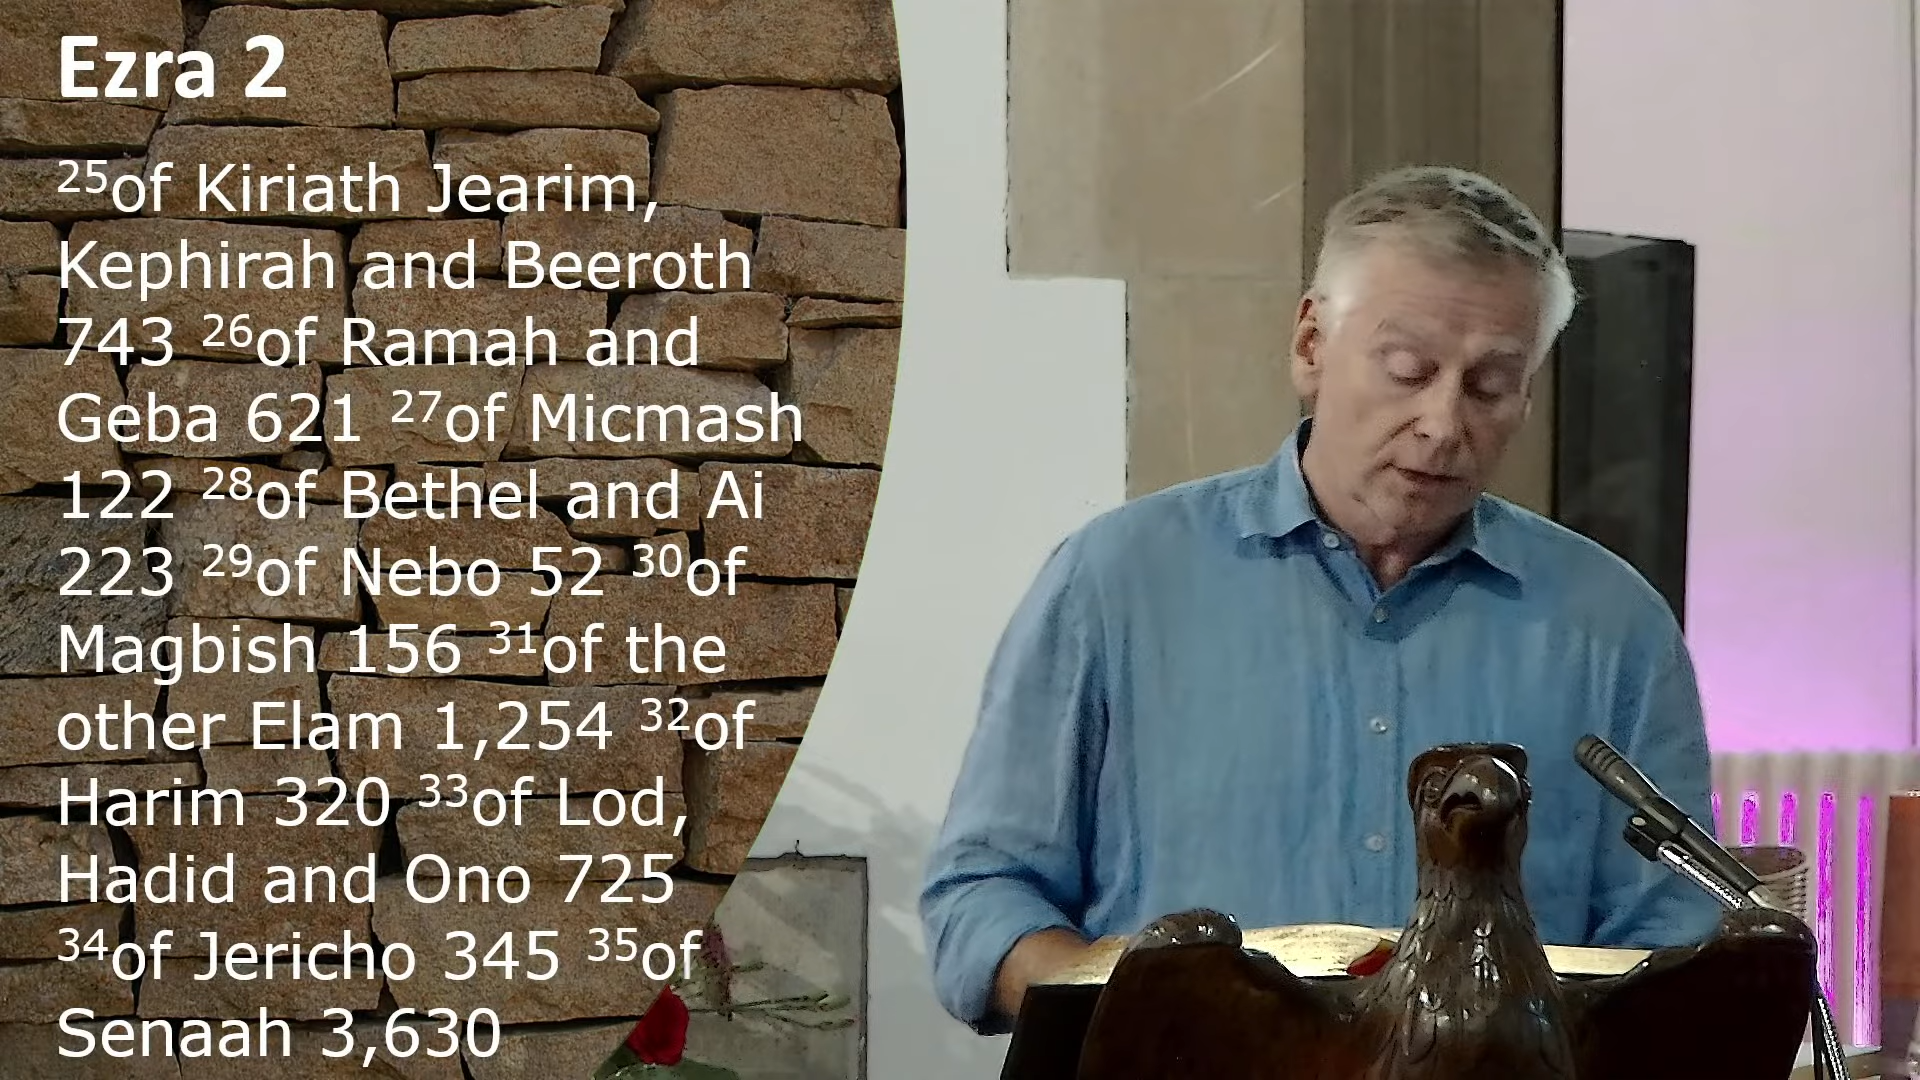 Ezra 2
25of Kiriath Jearim,
Kephirah and Beeroth
743 26of Ramah and
Geba 621 27of Micmash
122 28of Bethel and Ai
223 29of Nebo 52 30of
Magbish 156 31of the
other Elam 1,254 32of
Harim 320 33of Lod,
Hadid and Ono 725
34of Jericho 345 35of
Senaah 3,630